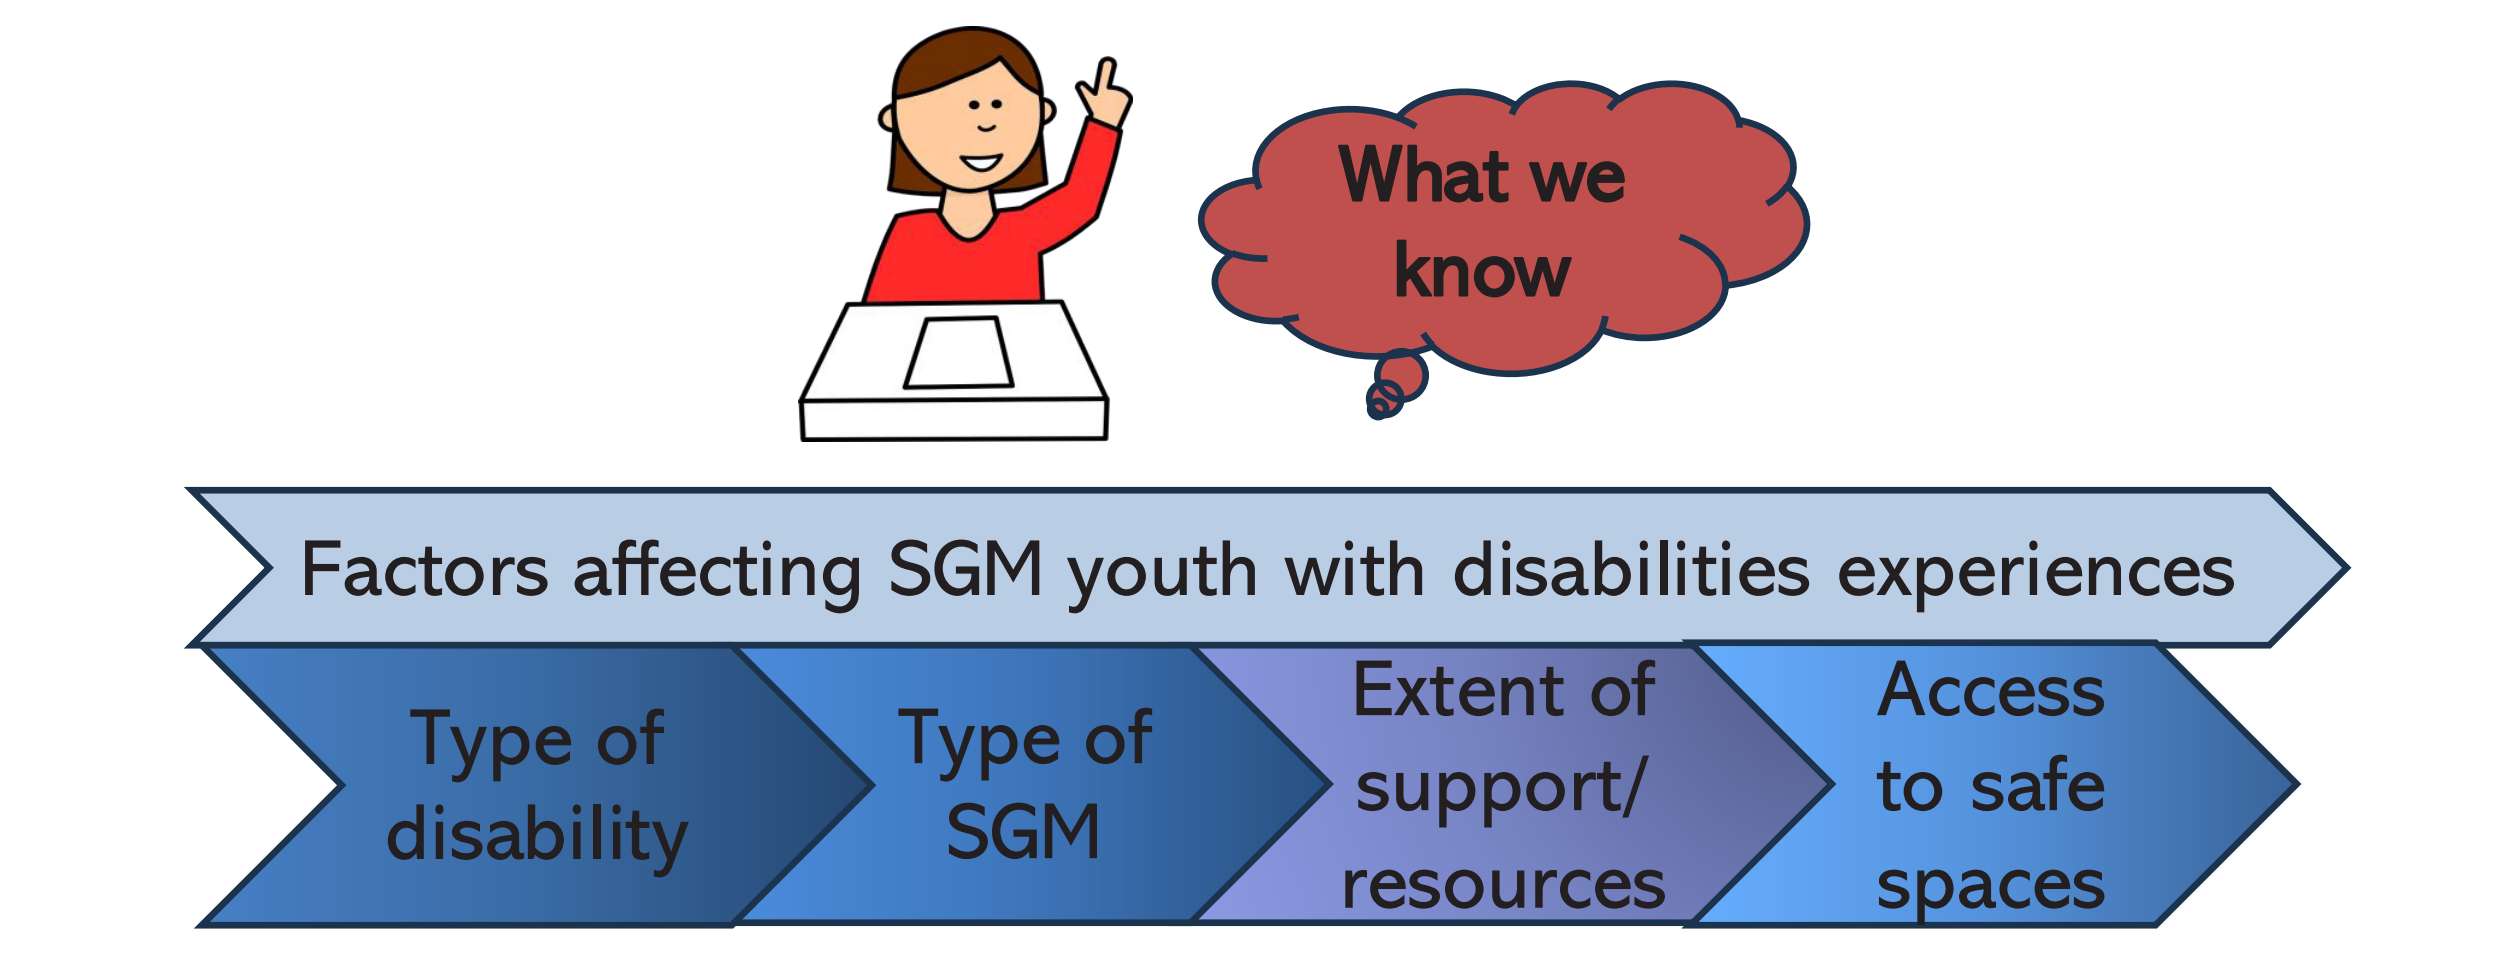 What we
know
Factors affecting SGM youth with disabilities experiences
Type of
disability
Type of
SGM
Extent of
support/
resources
Access
to safe
spaces